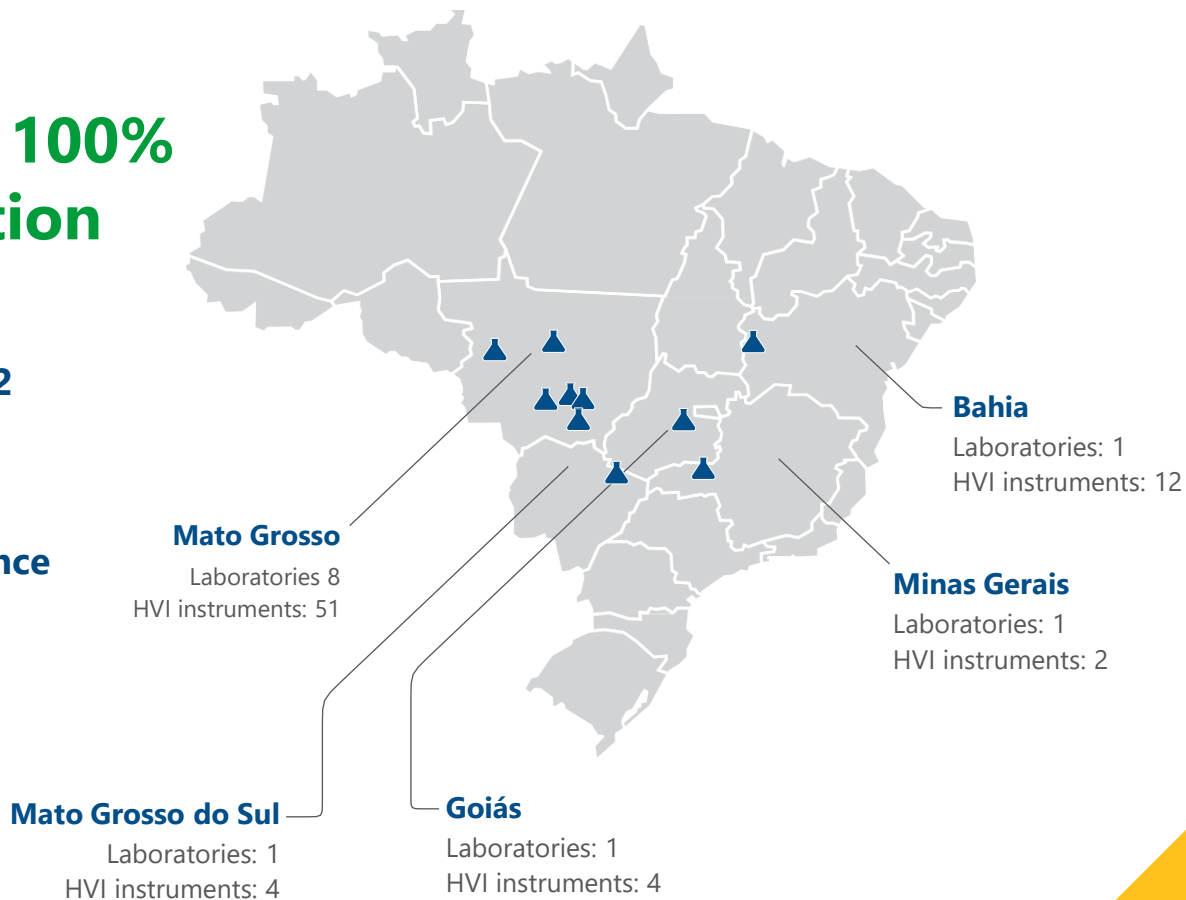 100%
tion
2
nce
Bahia
Laboratories: 1
HVI instruments: 12
Mato Grosso
Laboratories 8
HVI instruments: 51
Minas Gerais
Laboratories: 1
HVI instruments: 2
Mato Grosso do Sul
Laboratories: 1
HVI instruments: 4
Goiás
Laboratories: 1
HVI instruments: 4